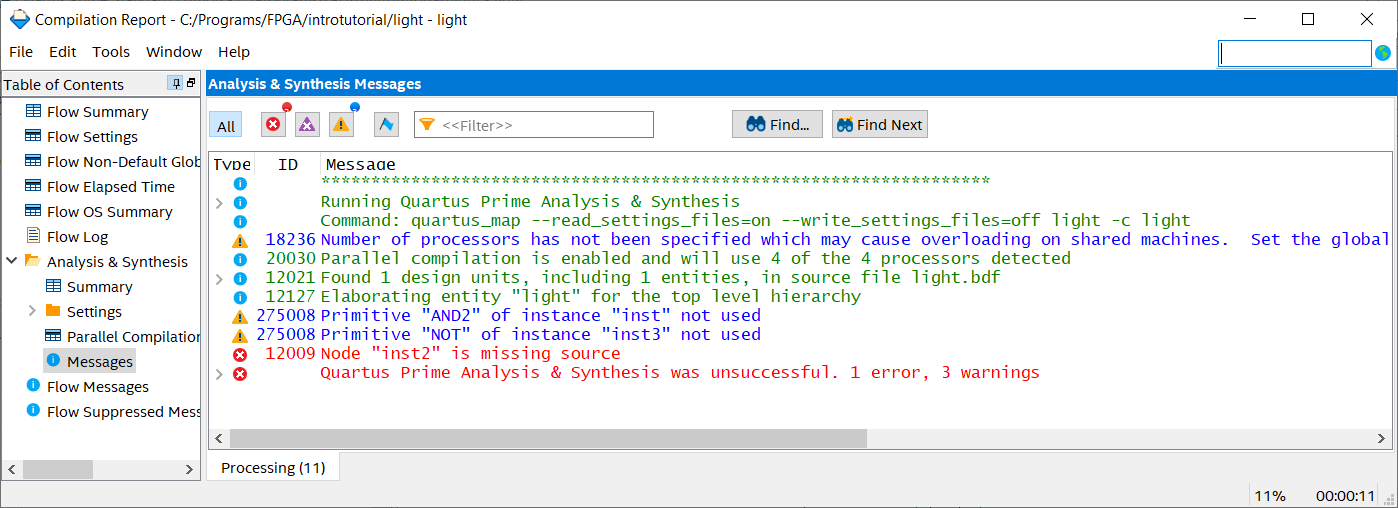 Compilation Report - C:/Programs/FPGA/introtutorial/light - light
File Edit Tools Window Help
Table of Contents
Flow Summary
Flow Settings
Flow Non-Default Glob
Flow Elapsed Time
Flow OS Summary
Flow Log
Analysis & Synthesis
Summary
Settings
Parallel Compilation
Messages
Flow Messages
Flow Suppressed Mess
Analysis & Synthesis Messages
All <<Filter>> Find... Find Next
Type ID Message
*******************************************************************
Running Quartus Prime Analysis & Synthesis
Command: quartus_map --read_settings_files=on --write_settings_files=off light -c light
18236 Number of processors has not been specified which may cause overloading on shared machines.  Set the global
20030 Parallel compilation is enabled and will use 4 of the 4 processors detected
12021 Found 1 design units, including 1 entities, in source file light.bdf
12127 Elaborating entity "light" for the top level hierarchy
275008 Primitive "AND2" of instance "inst" not used
275008 Primitive "NOT" of instance "inst3" not used
12009 Node "inst2" is missing source
Quartus Prime Analysis & Synthesis was unsuccessful. 1 error, 3 warnings
Processing (11)
11% 00:00:11